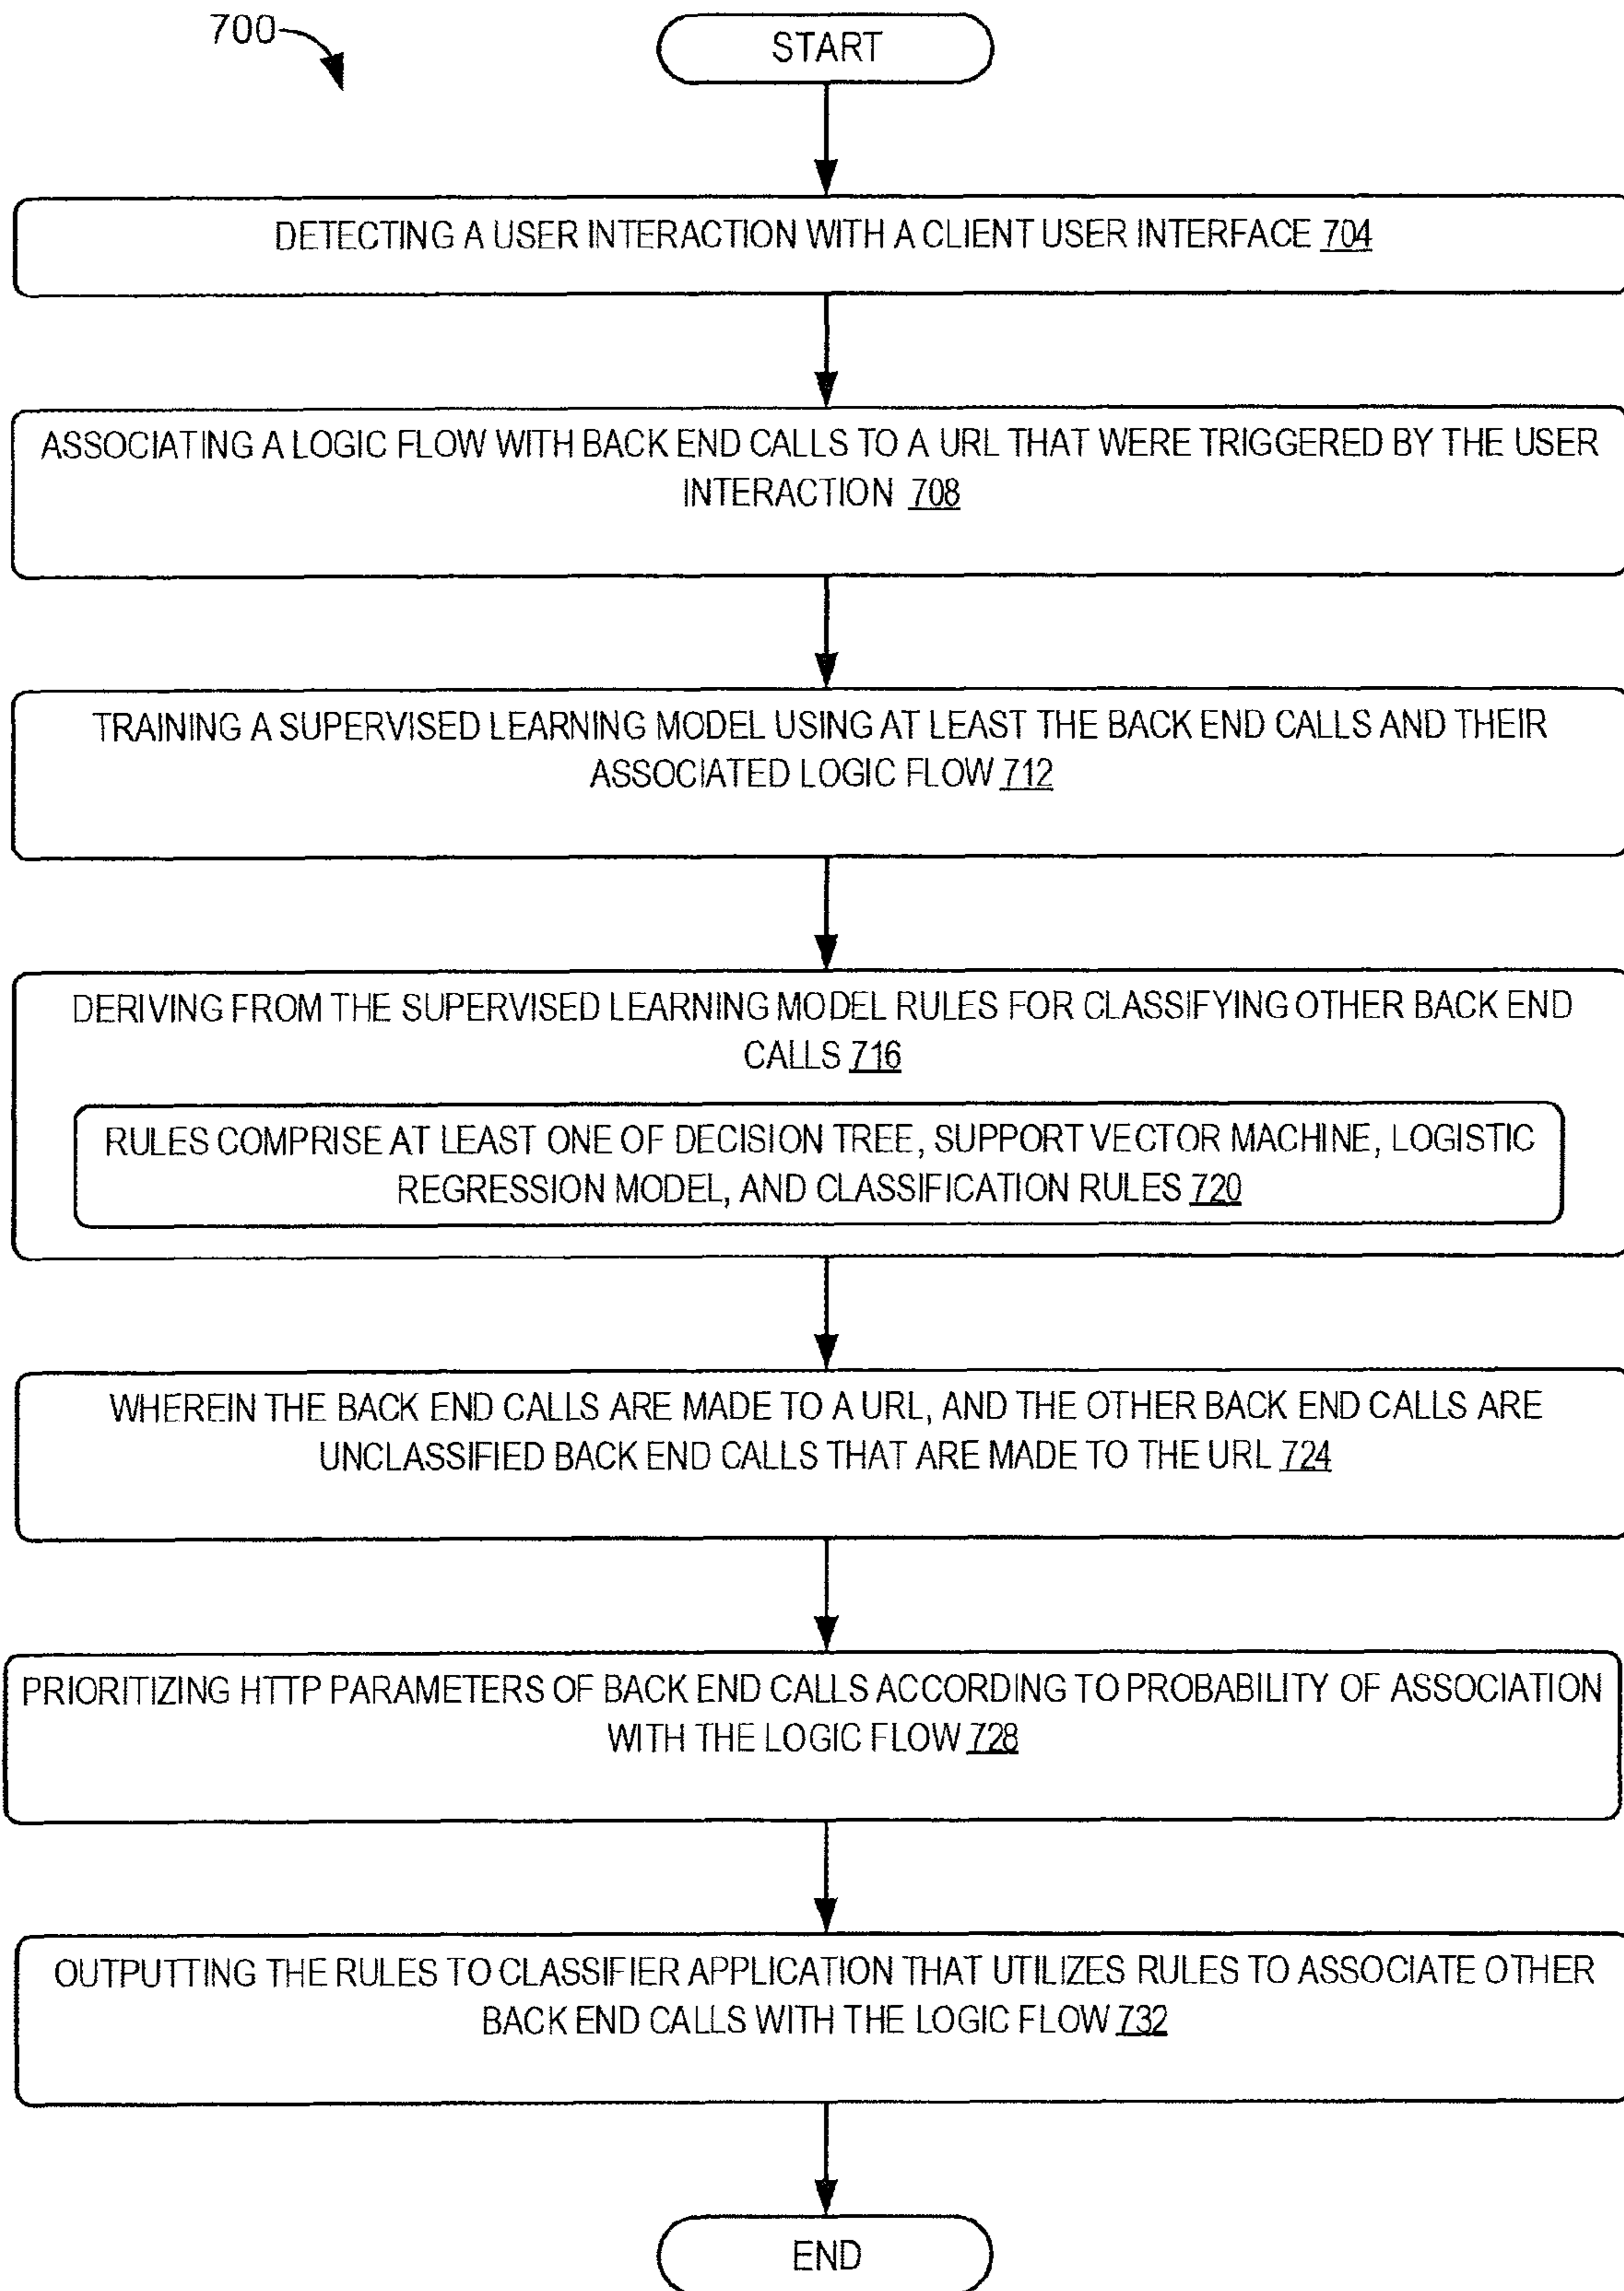 700
START
DETECTING A USER INTERACTION WITH A CLIENT USER INTERFACE 704
ASSOCIATING A LOGIC FLOW WITH BACK END CALLS TO A URL THAT WERE TRIGGERED BY THE USER
INTERACTION 708
TRAINING A SUPERVISED LEARNING MODEL USING AT LEAST THE BACK END CALLS AND THEIR
ASSOCIATED LOGIC FLOW 712
DERIVING FROM THE SUPERVISED LEARNING MODEL RULES FOR CLASSIFYING OTHER BACK END
CALLS 716
RULES COMPRISE AT LEAST ONE OF DECISION TREE, SUPPORT VECTOR MACHINE, LOGISTIC
REGRESSION MODEL, AND CLASSIFICATION RULES 720
WHEREIN THE BACK END CALLS ARE MADE TO A URL, AND THE OTHER BACK END CALLS ARE
UNCLASSIFIED BACK END CALLS THAT ARE MADE TO THE URL 724
PRIORITIZING HTTP PARAMETERS OF BACK END CALLS ACCORDING TO PROBABILITY OF ASSOCIATION
WITH THE LOGIC FLOW 728
OUTPUTTING THE RULES TO CLASSIFIER APPLICATION THAT UTILIZES RULES TO ASSOCIATE OTHER
BACK END CALLS WITH THE LOGIC FLOW 732
END